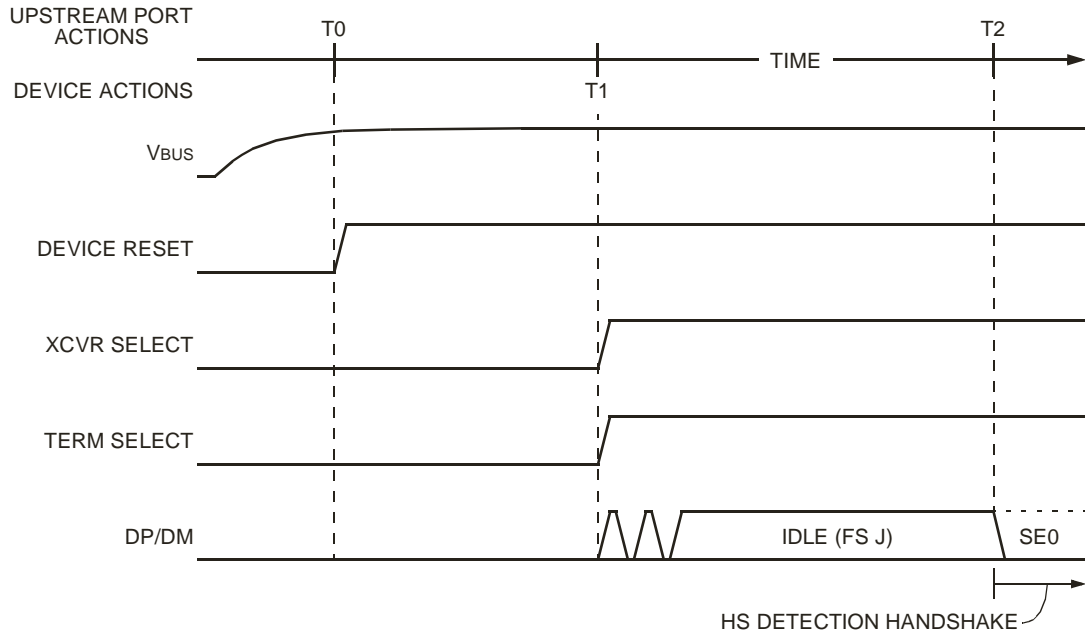 UPSTREAM PORT
ACTIONS
T0
T2
TIME
DEVICE ACTIONS
T1
VBUS
DEVICE RESET
XCVR SELECT
TERM SELECT
DP/DM
IDLE (FS J)
SE0
HS DETECTION HANDSHAKE